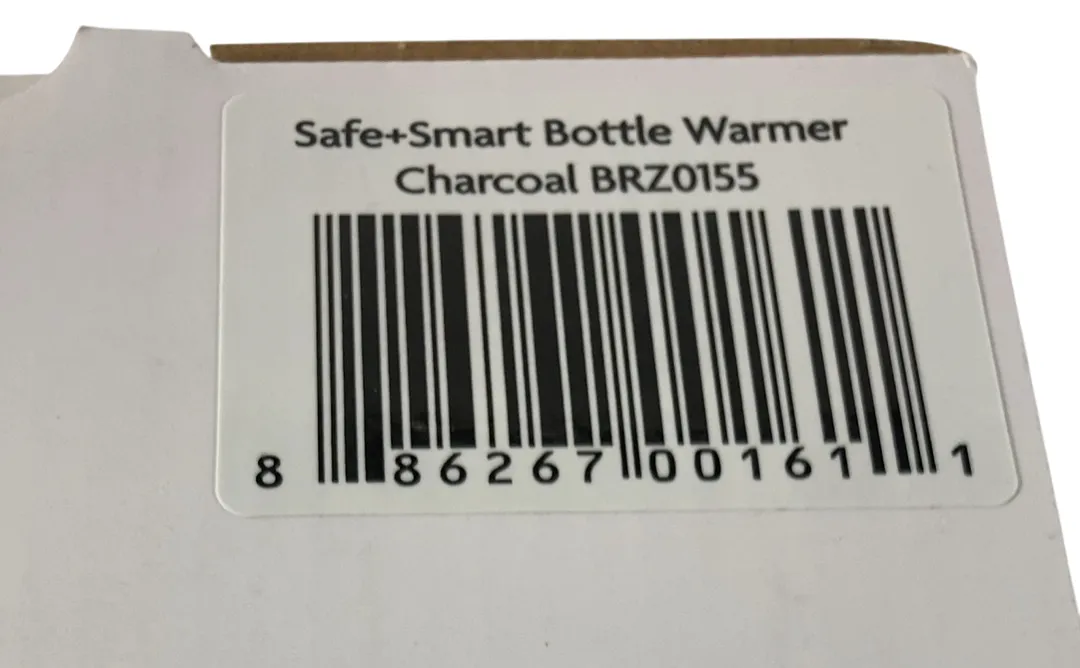 Safe+Smart Bottle Warmer
Charcoal BRZ0155
8 86267 00161 1